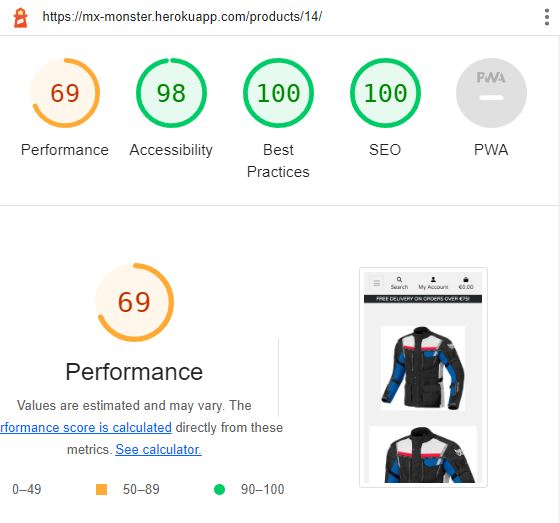 https://mx-monster.herokuapp.com/products/14/
69
98
100
100
PWA
Performance
Accessibility
Best
Practices
SEO
PWA
69
Performance
Values are estimated and may vary. The
rformance score is calculated directly from these
metrics. See calculator.
0–49
50–89
90–100
Search
My Account
€0.00
FREE DELIVERY ON ORDERS OVER €75!